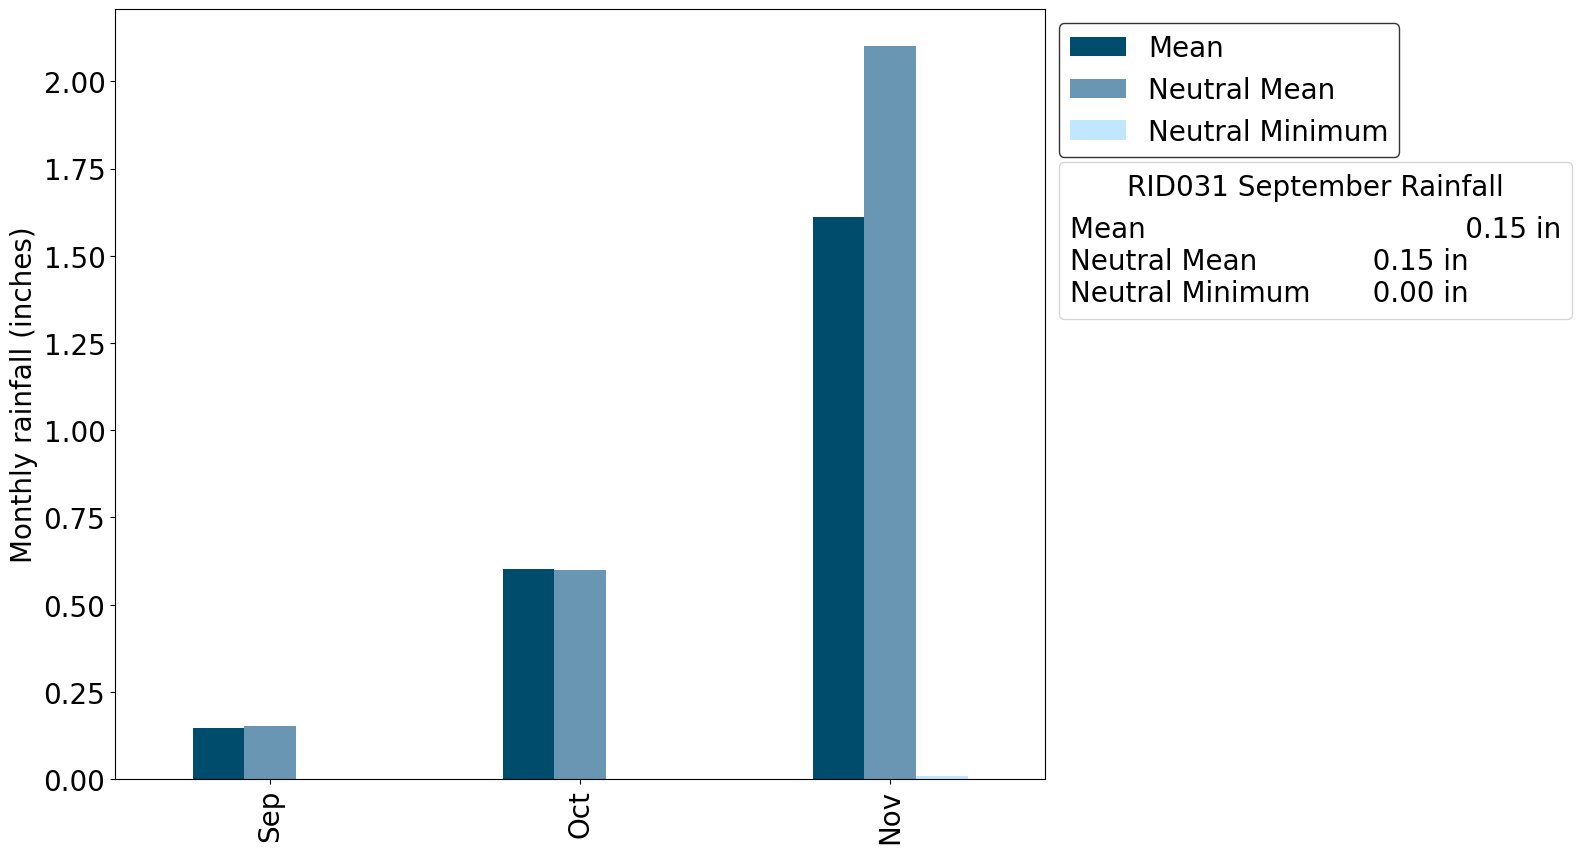 Monthly rainfall (inches)
2.00
1.75
1.50
1.25
1.00
0.75
0.50
0.25
0.00
Sep
Oct
Nov
Mean
Neutral Mean
Neutral Minimum
RID031 September Rainfall
Mean 0.15 in
Neutral Mean 0.15 in
Neutral Minimum 0.00 in